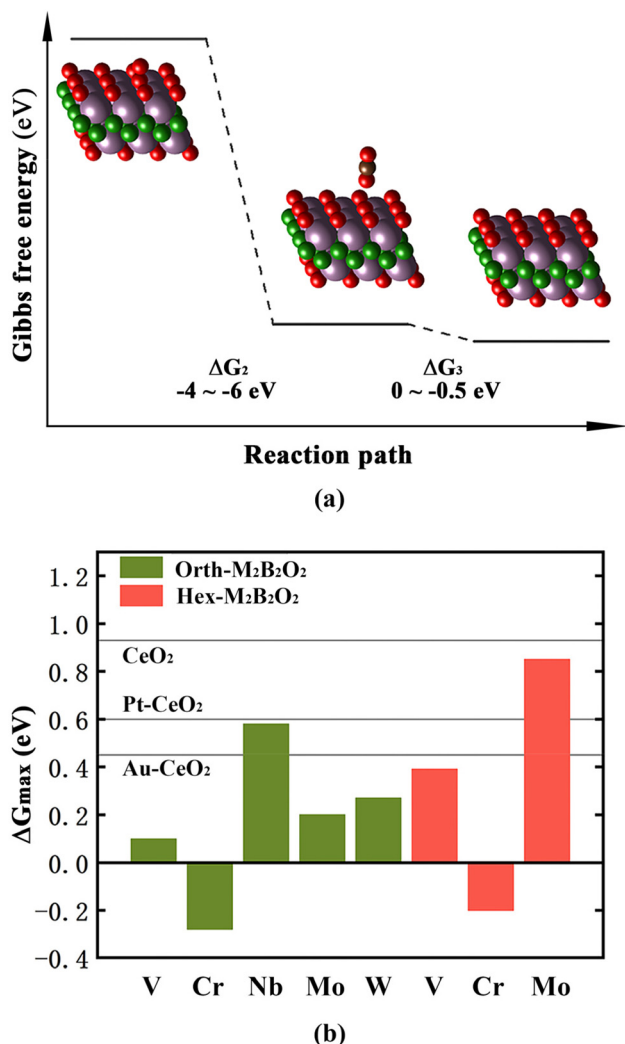 Gibbs free energy (eV)
ΔG₂
-4 ~ -6 eV
ΔG₃
0 ~ -0.5 eV
Reaction path
(a)
Orth-M₂B₂O₂
Hex-M₂B₂O₂
CeO₂
Pt-CeO₂
Au-CeO₂
ΔGmax (eV)
1.2
1.0
0.8
0.6
0.4
0.2
0.0
-0.2
-0.4
V Cr Nb Mo W V Cr Mo
(b)